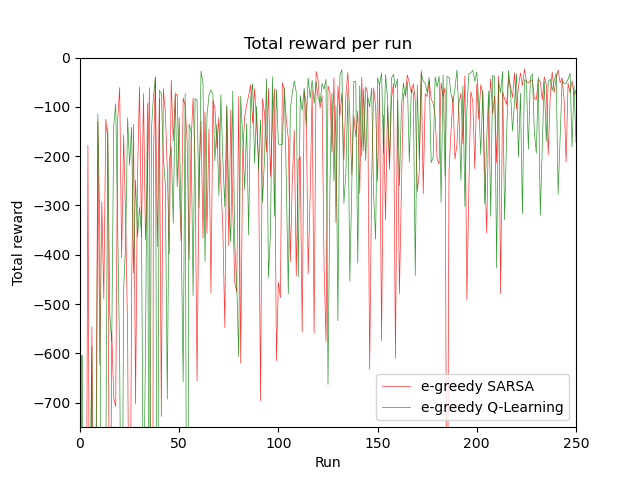 Total reward per run
Total reward
0
−100
−200
−300
−400
−500
−600
−700
0
50
100
150
200
250
Run
e-greedy SARSA
e-greedy Q-Learning